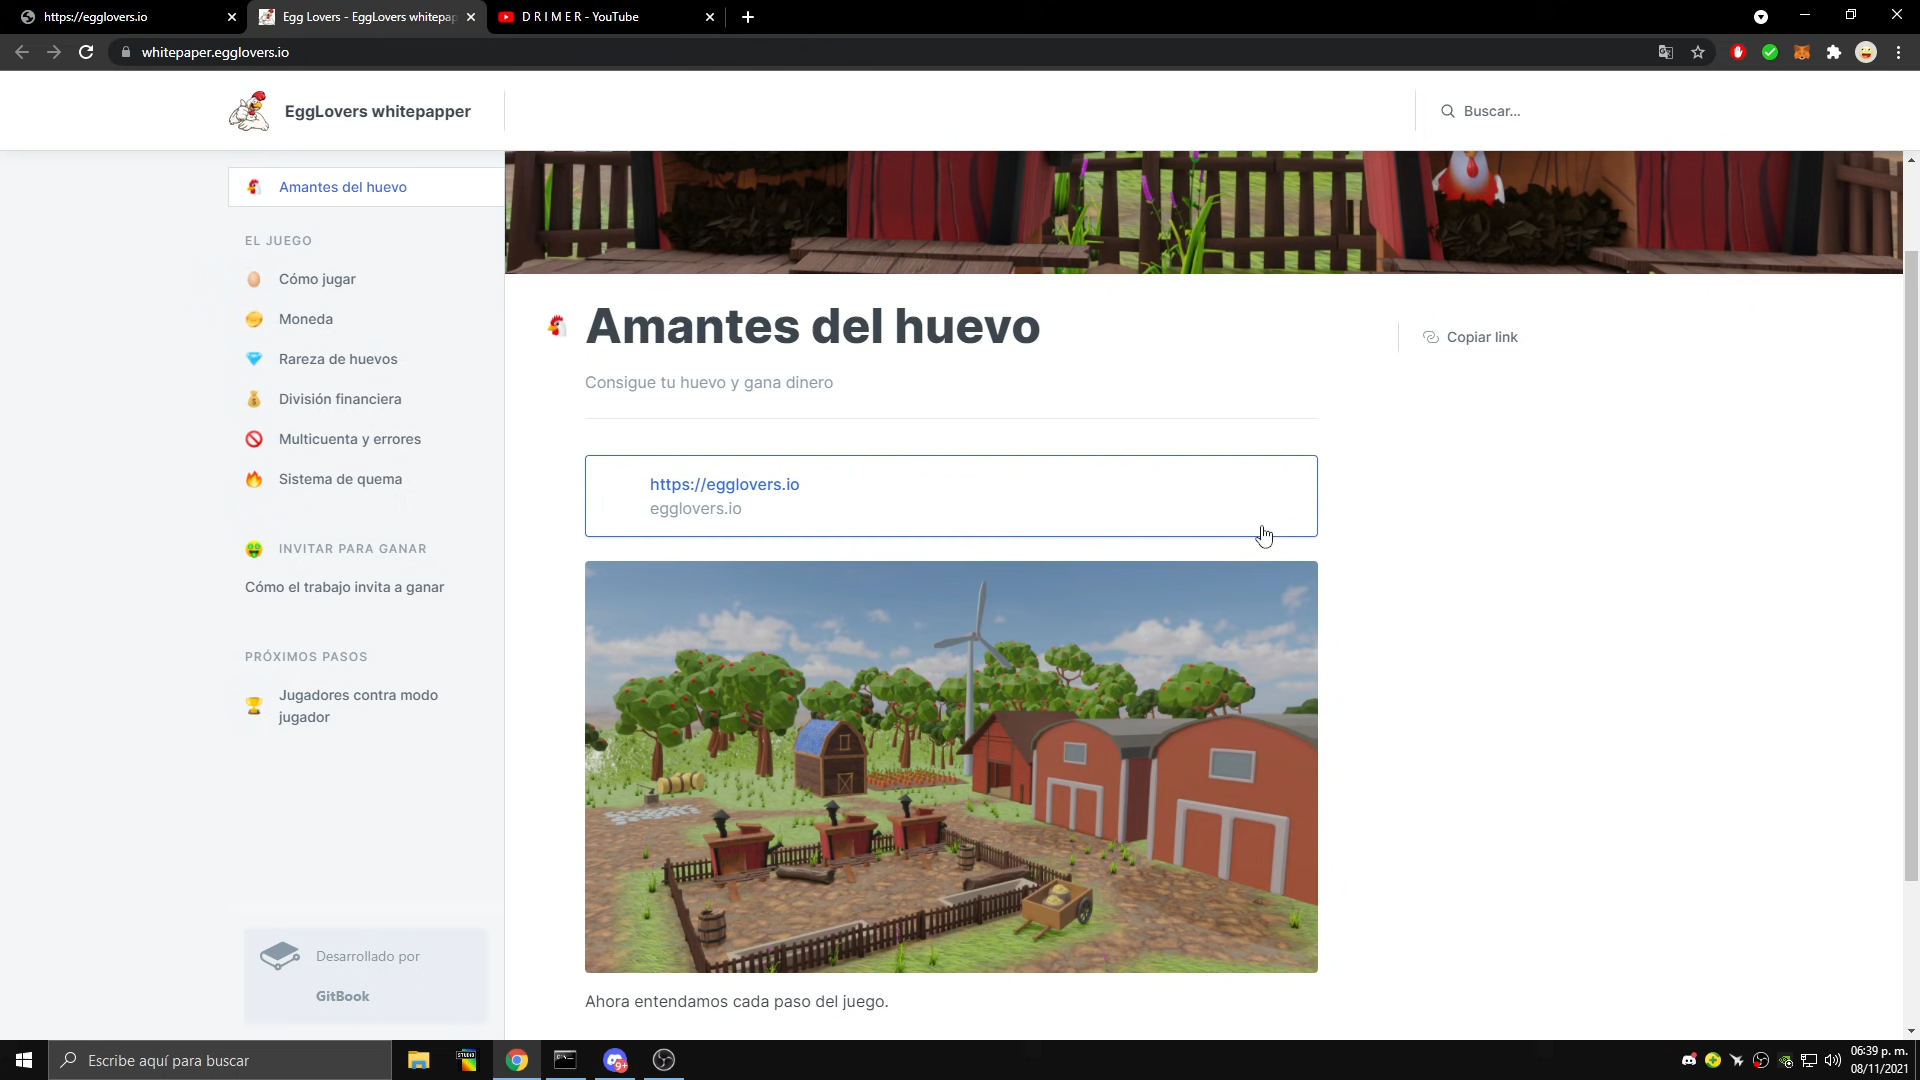 https://egglovers.io
Egg Lovers - EggLovers whitepap
D R I M E R - YouTube
whitepaper.egglovers.io
EggLovers whitepapper
Buscar...
Amantes del huevo
EL JUEGO
Cómo jugar
Moneda
Rareza de huevos
División financiera
Multicuenta y errores
Sistema de quema
INVITAR PARA GANAR
Cómo el trabajo invita a ganar
PRÓXIMOS PASOS
Jugadores contra modo
jugador
Desarrollado por
GitBook
Amantes del huevo
Copiar link
Consigue tu huevo y gana dinero
https://egglovers.io
egglovers.io
Ahora entendamos cada paso del juego.
Escribe aquí para buscar
STUDIO
9+
06:39 p. m.
08/11/2021